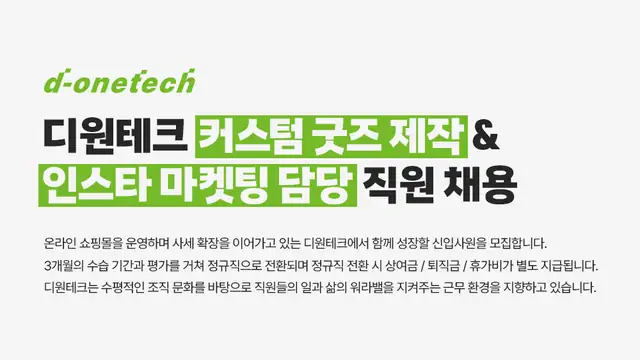 d-onetech
디원테크 커스텀 굿즈 제작 &
인스타 마켓팅 담당 직원 채용
온라인 쇼핑몰을 운영하며 사세 확장을 이어가고 있는 디원테크에서 함께 성장할 신입사원을 모집합니다.
3개월의 수습 기간과 평가를 거쳐 정규직으로 전환되며 정규직 전환 시 상여금 / 퇴직금 / 휴가비가 별도 지급됩니다.
디원테크는 수평적인 조직 문화를 바탕으로 직원들의 일과 삶의 워라밸을 지켜주는 근무 환경을 지향하고 있습니다.